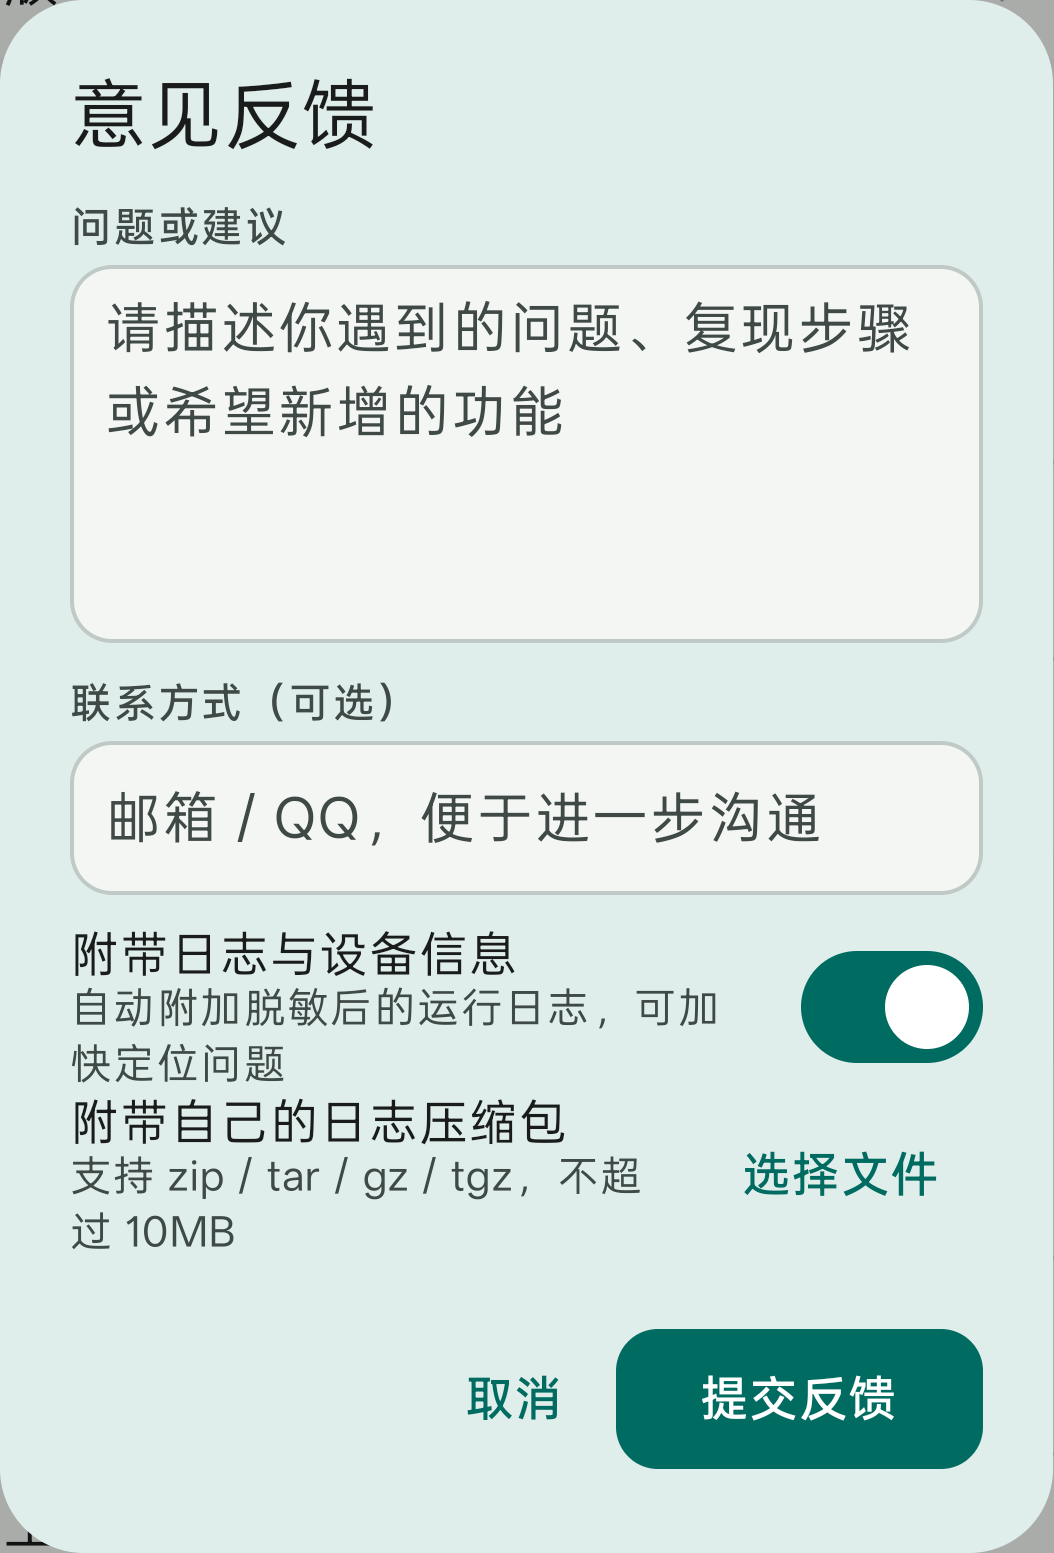 意见反馈
问题或建议
请描述你遇到的问题、复现步骤
或希望新增的功能
联系方式（可选）
邮箱 / QQ，便于进一步沟通
附带日志与设备信息
自动附加脱敏后的运行日志，可加
快定位问题
附带自己的日志压缩包
支持 zip / tar / gz / tgz，不超
过 10MB
选择文件
取消
提交反馈